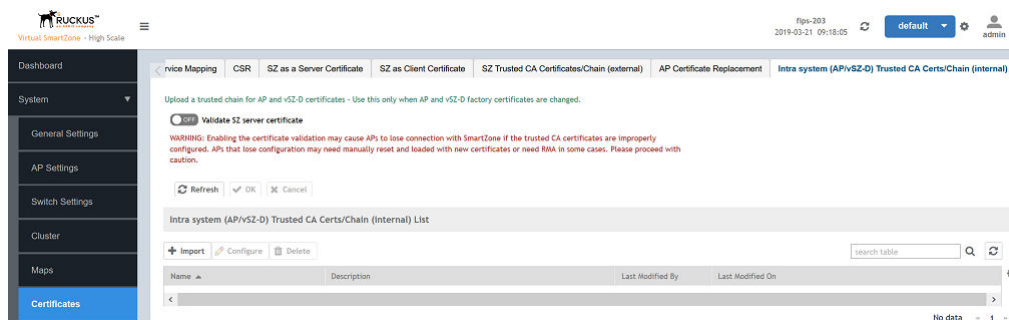 RUCKUS™
Virtual SmartZone - High Scale
fips-203
2019-03-21 09:18:05
default
admin
Dashboard
System
General Settings
AP Settings
Switch Settings
Cluster
Maps
Certificates
rvice Mapping CSR SZ as a Server Certificate SZ as Client Certificate SZ Trusted CA Certificates/Chain (external) AP Certificate Replacement Intra system (AP/vSZ-D) Trusted CA Certs/Chain (internal)
Upload a trusted chain for AP and vSZ-D certificates - Use this only when AP and vSZ-D factory certificates are changed.
OFF Validate SZ server certificate
WARNING: Enabling the certificate validation may cause APs to lose connection with SmartZone if the trusted CA certificates are improperly
configured. APs that lose configuration may need manually reset and loaded with new certificates or need RMA in some cases. Please proceed with
caution.
Refresh OK Cancel
Intra system (AP/vSZ-D) Trusted CA Certs/Chain (internal) List
Import Configure Delete search table
Name Description Last Modified By Last Modified On
No data 1